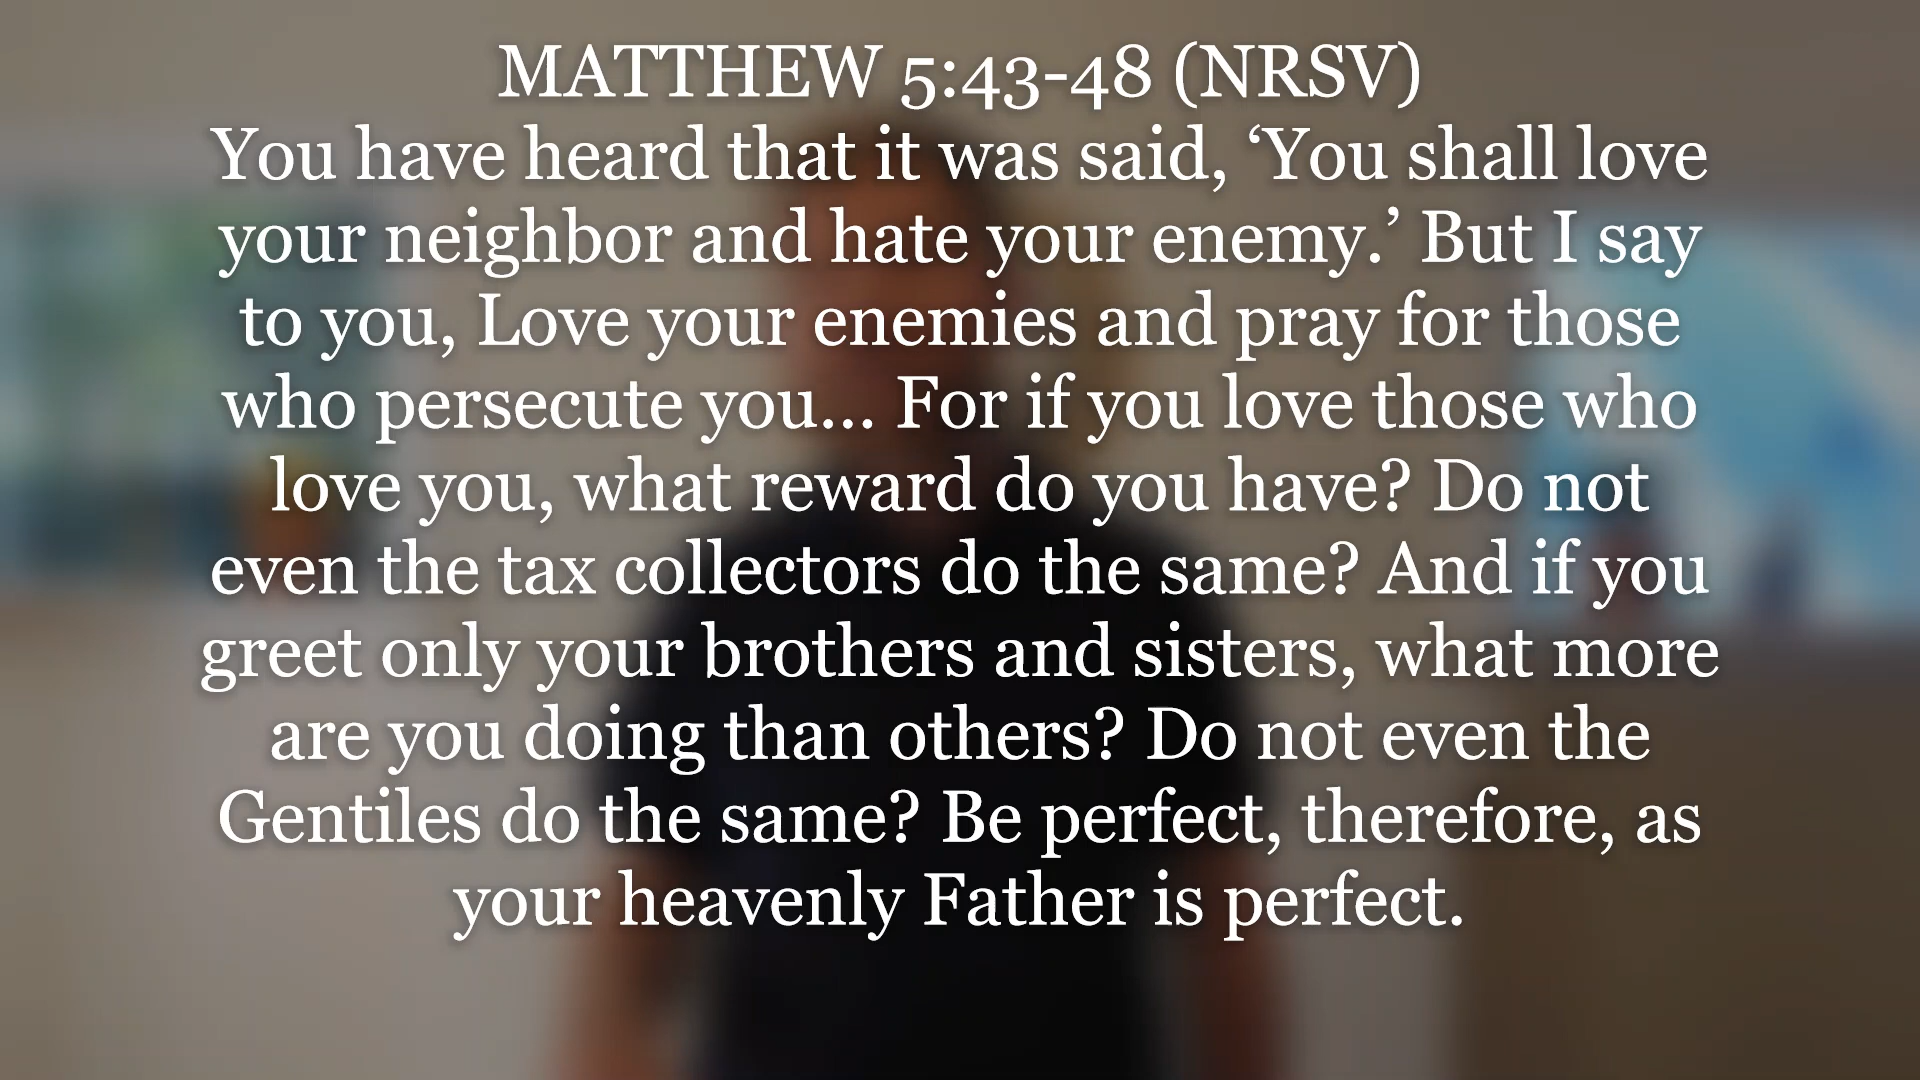 MATTHEW 5:43-48 (NRSV)
You have heard that it was said, ‘You shall love
your neighbor and hate your enemy.’ But I say
to you, Love your enemies and pray for those
who persecute you... For if you love those who
love you, what reward do you have? Do not
even the tax collectors do the same? And if you
greet only your brothers and sisters, what more
are you doing than others? Do not even the
Gentiles do the same? Be perfect, therefore, as
your heavenly Father is perfect.